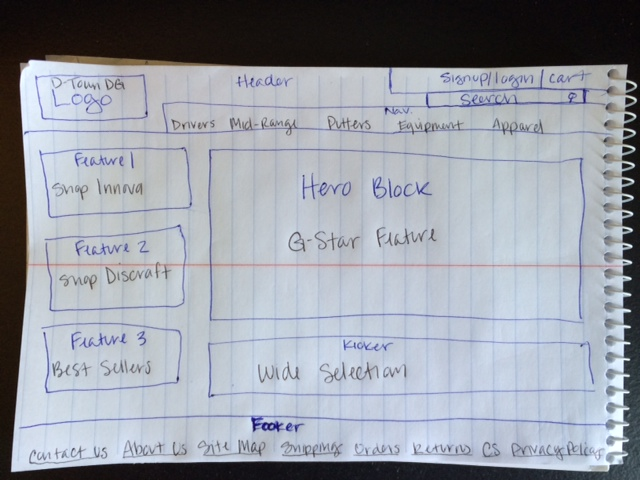 D-Town DG
Logo
Header
Signup/login | cart
Search
Nav.
Drivers Mid-Range Putters Equipment Apparel
Feature 1
Shop Innova
Hero Block
G-Star Feature
Feature 2
Shop Discraft
Feature 3
Best Sellers
Kicker
Wide Selection
Footer
Contact Us About Us Site Map Shipping Orders Returns CS Privacy Policy